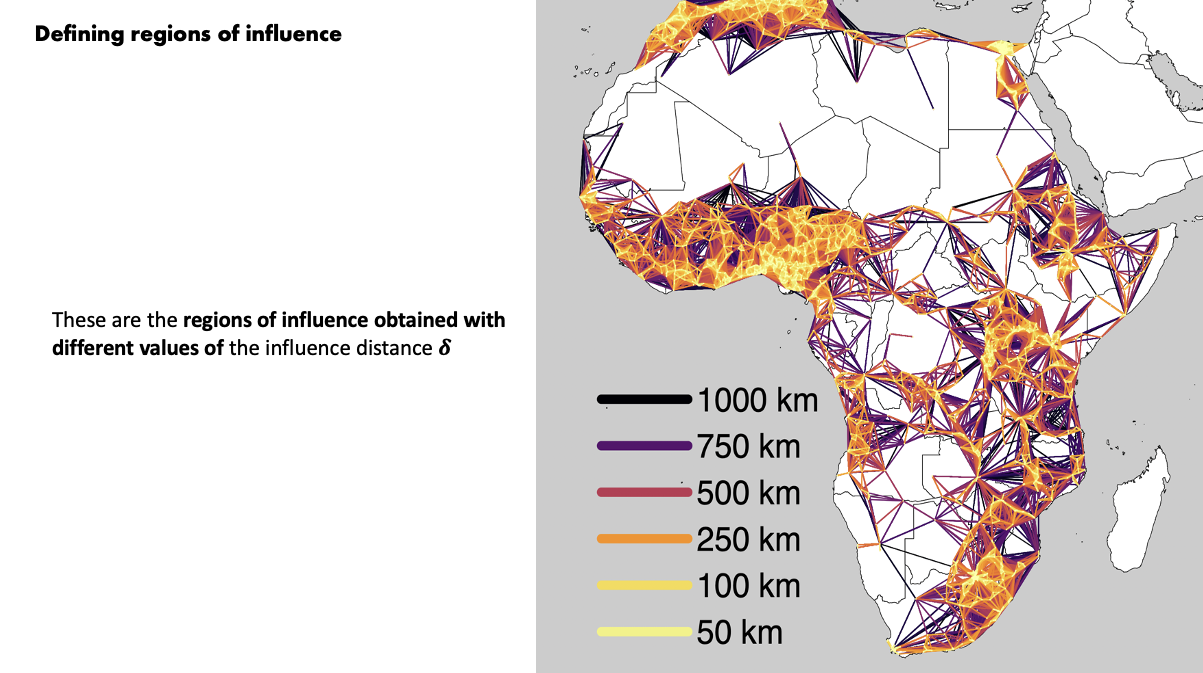 Defining regions of influence
These are the regions of influence obtained with
different values of the influence distance δ
1000 km
750 km
500 km
250 km
100 km
50 km